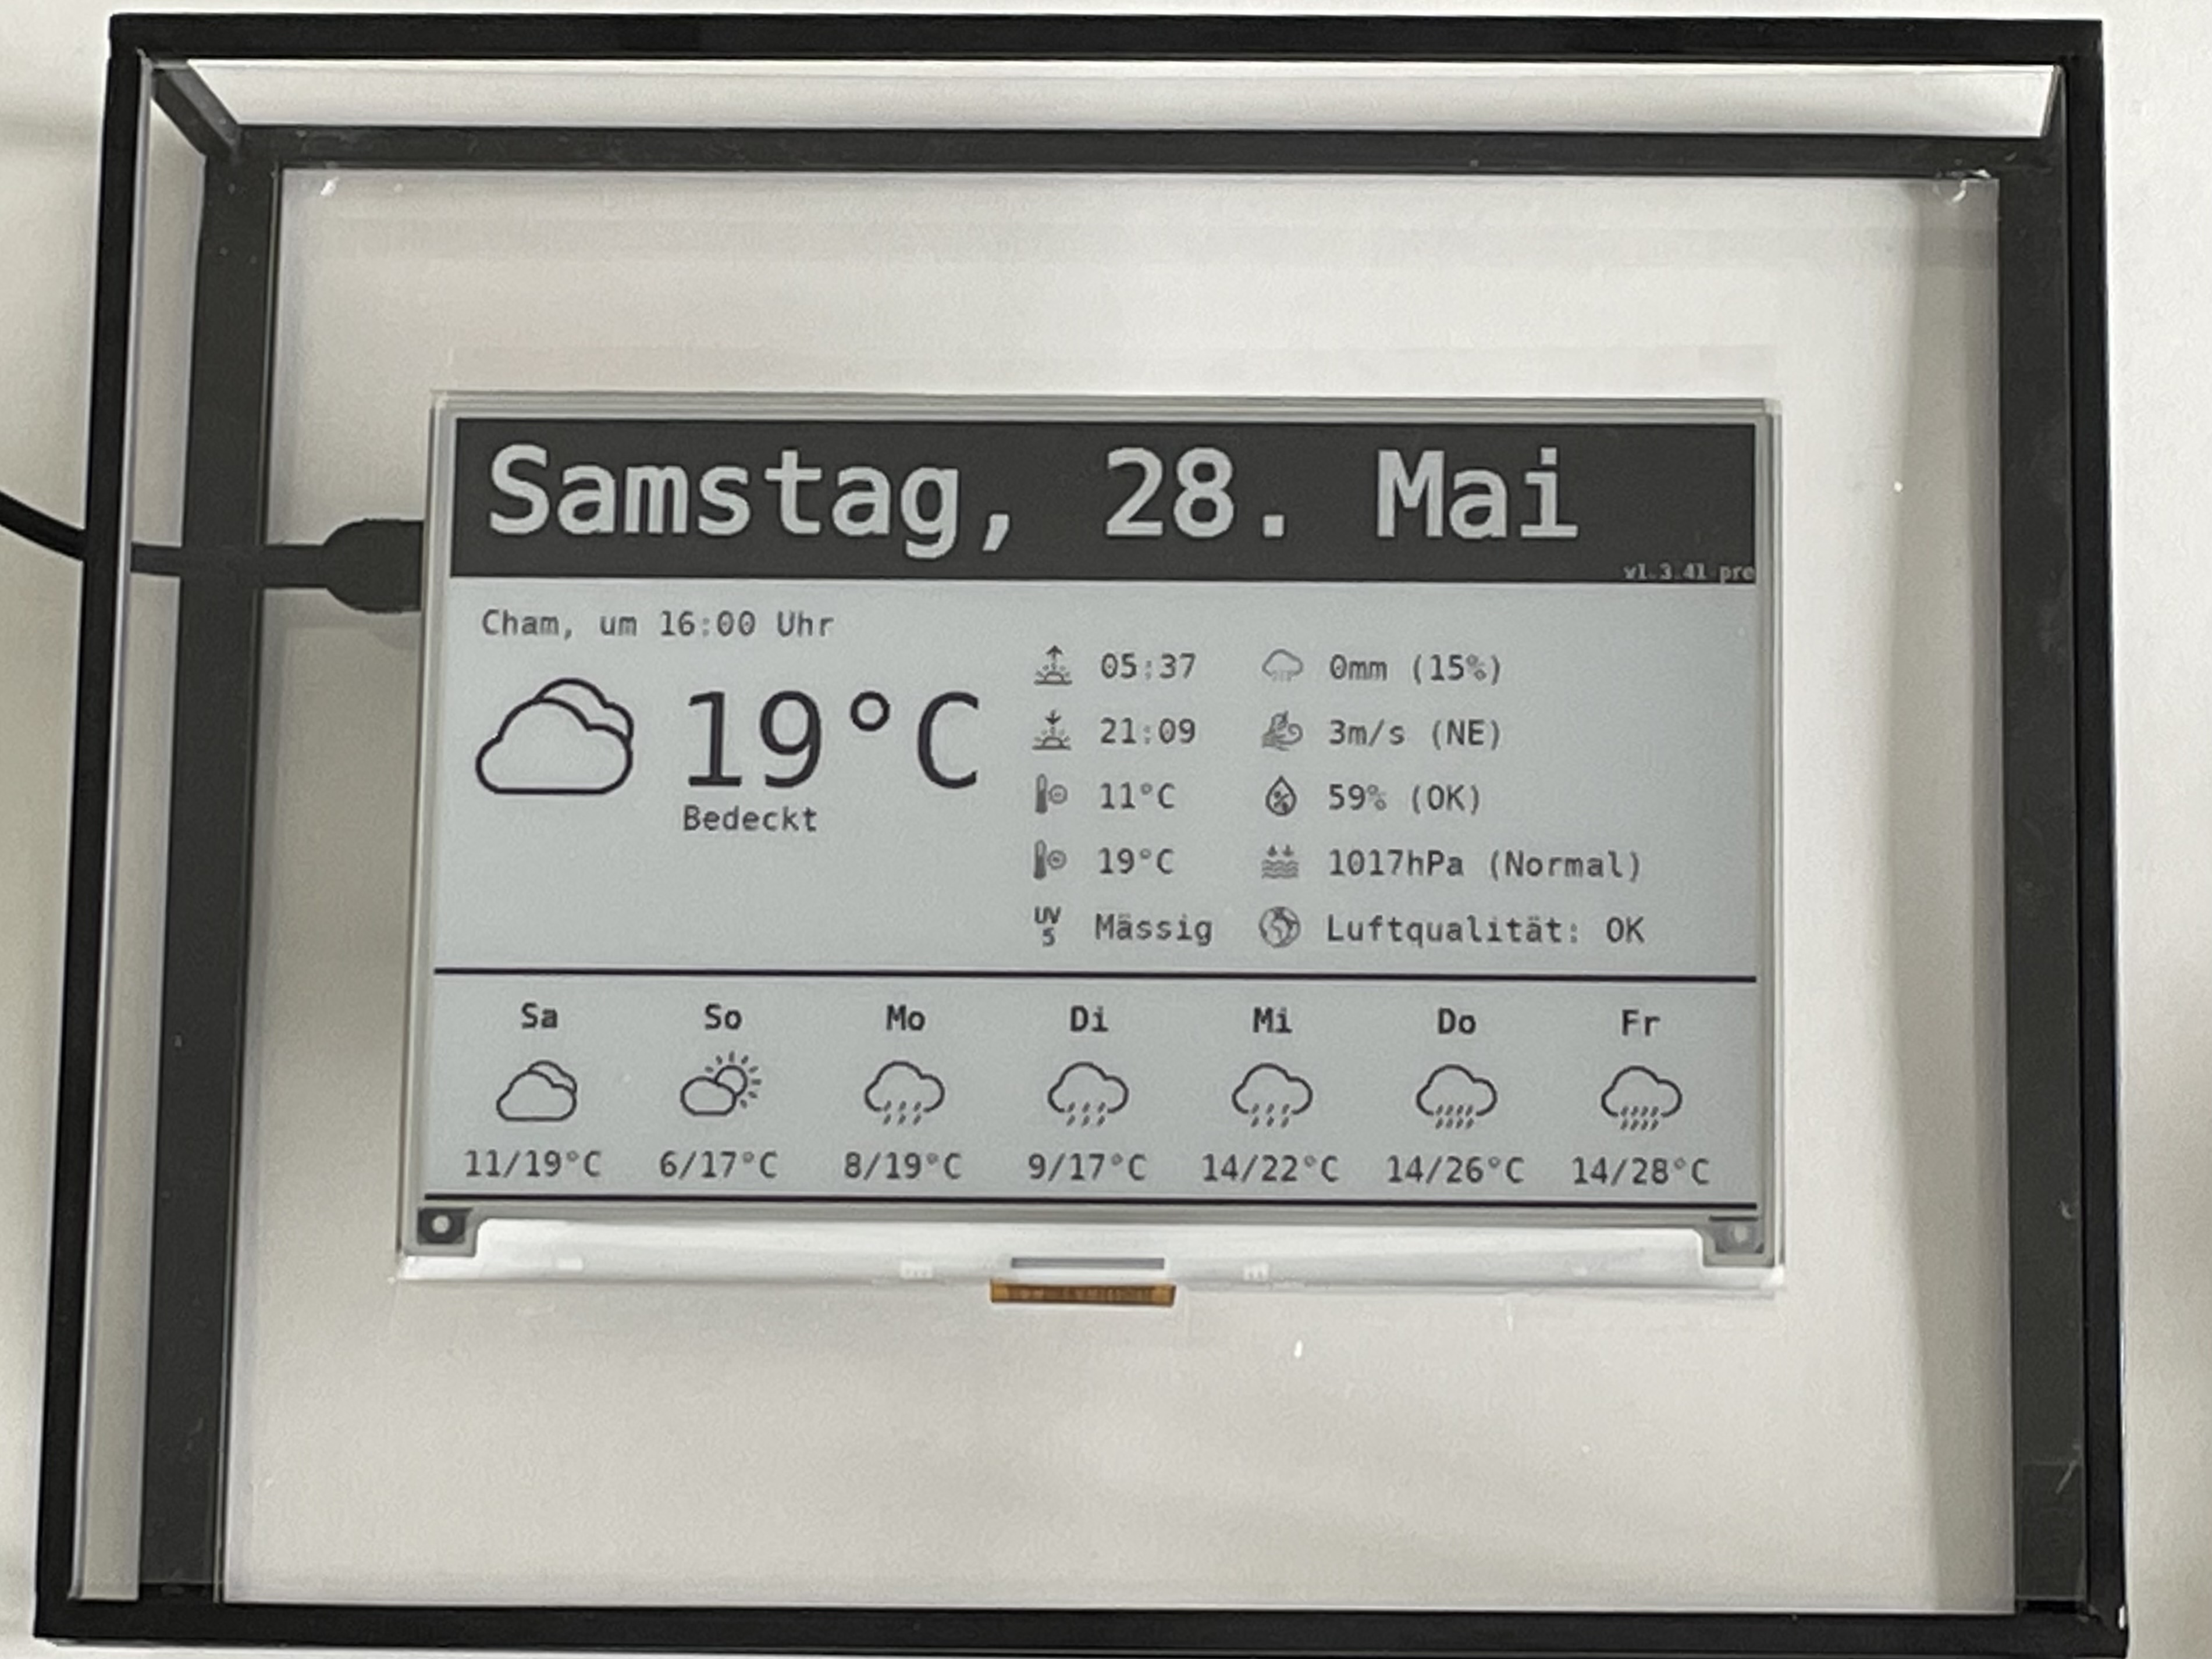 Samstag, 28. Mai
v1.3.41 pre
Cham, um 16:00 Uhr
19°C
Bedeckt
05:37
0mm (15%)
21:09
3m/s (NE)
11°C
59% (OK)
19°C
1017hPa (Normal)
UV
5
Mässig
Luftqualität: OK
Sa So Mo Di Mi Do Fr
11/19°C 6/17°C 8/19°C 9/17°C 14/22°C 14/26°C 14/28°C